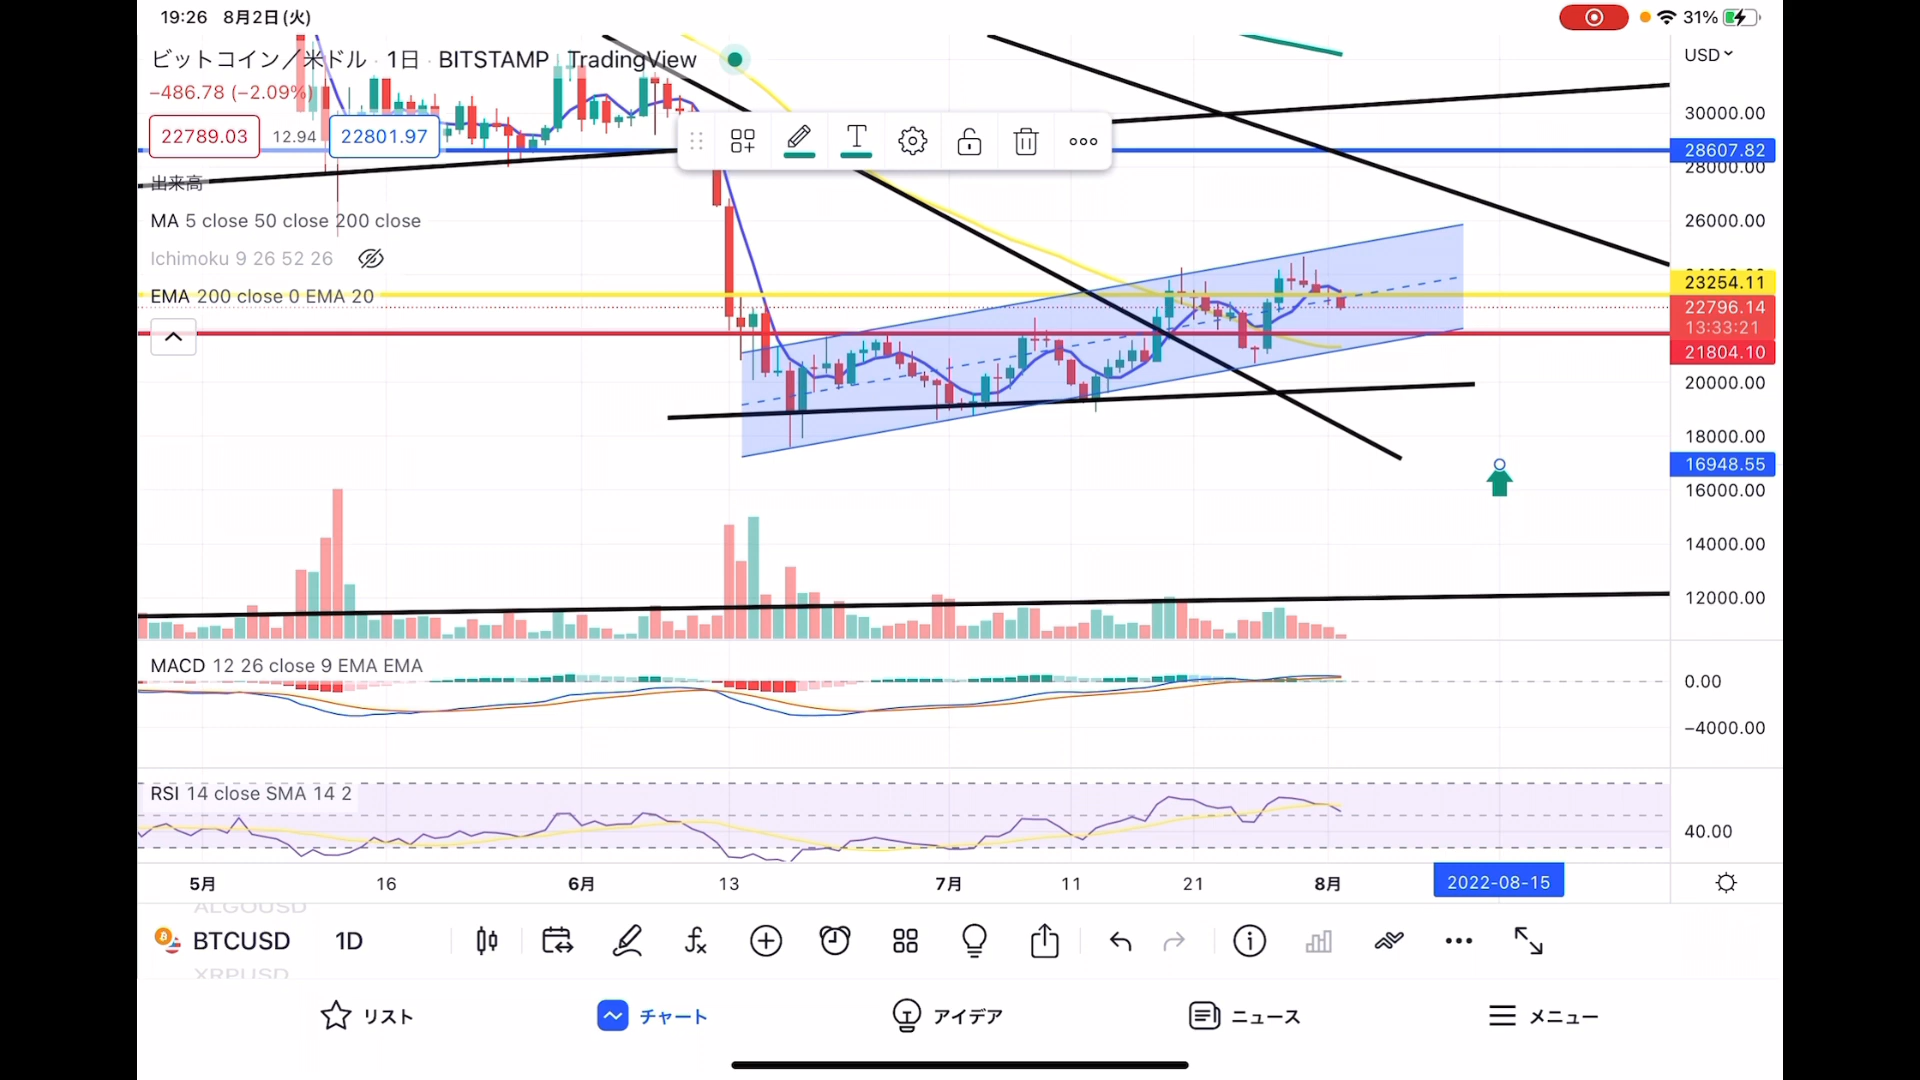 19:26 8月2日(火)
31%
ビットコイン／米ドル · 1日 · BITSTAMP TradingView
USD
−486.78 (−2.09%)
22789.03 12.94 22801.97
出来高
MA 5 close 50 close 200 close
Ichimoku 9 26 52 26
EMA 200 close 0 EMA 20
T
30000.00
28607.82
28000.00
26000.00
23254.11
22796.14
13:33:21
21804.10
20000.00
18000.00
16948.55
16000.00
14000.00
12000.00
MACD 12 26 close 9 EMA EMA
0.00
−4000.00
RSI 14 close SMA 14 2
40.00
5月 16 6月 13 7月 11 21 8月 2022-08-15
ALGOUSD
BTCUSD 1D
XRPUSD
リスト チャート アイデア ニュース メニュー